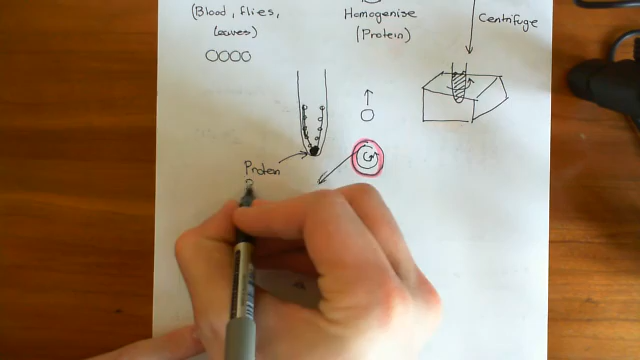 (Blood, flies,
leaves)
Homogenise
(Protein)
Centrifuge
Protein